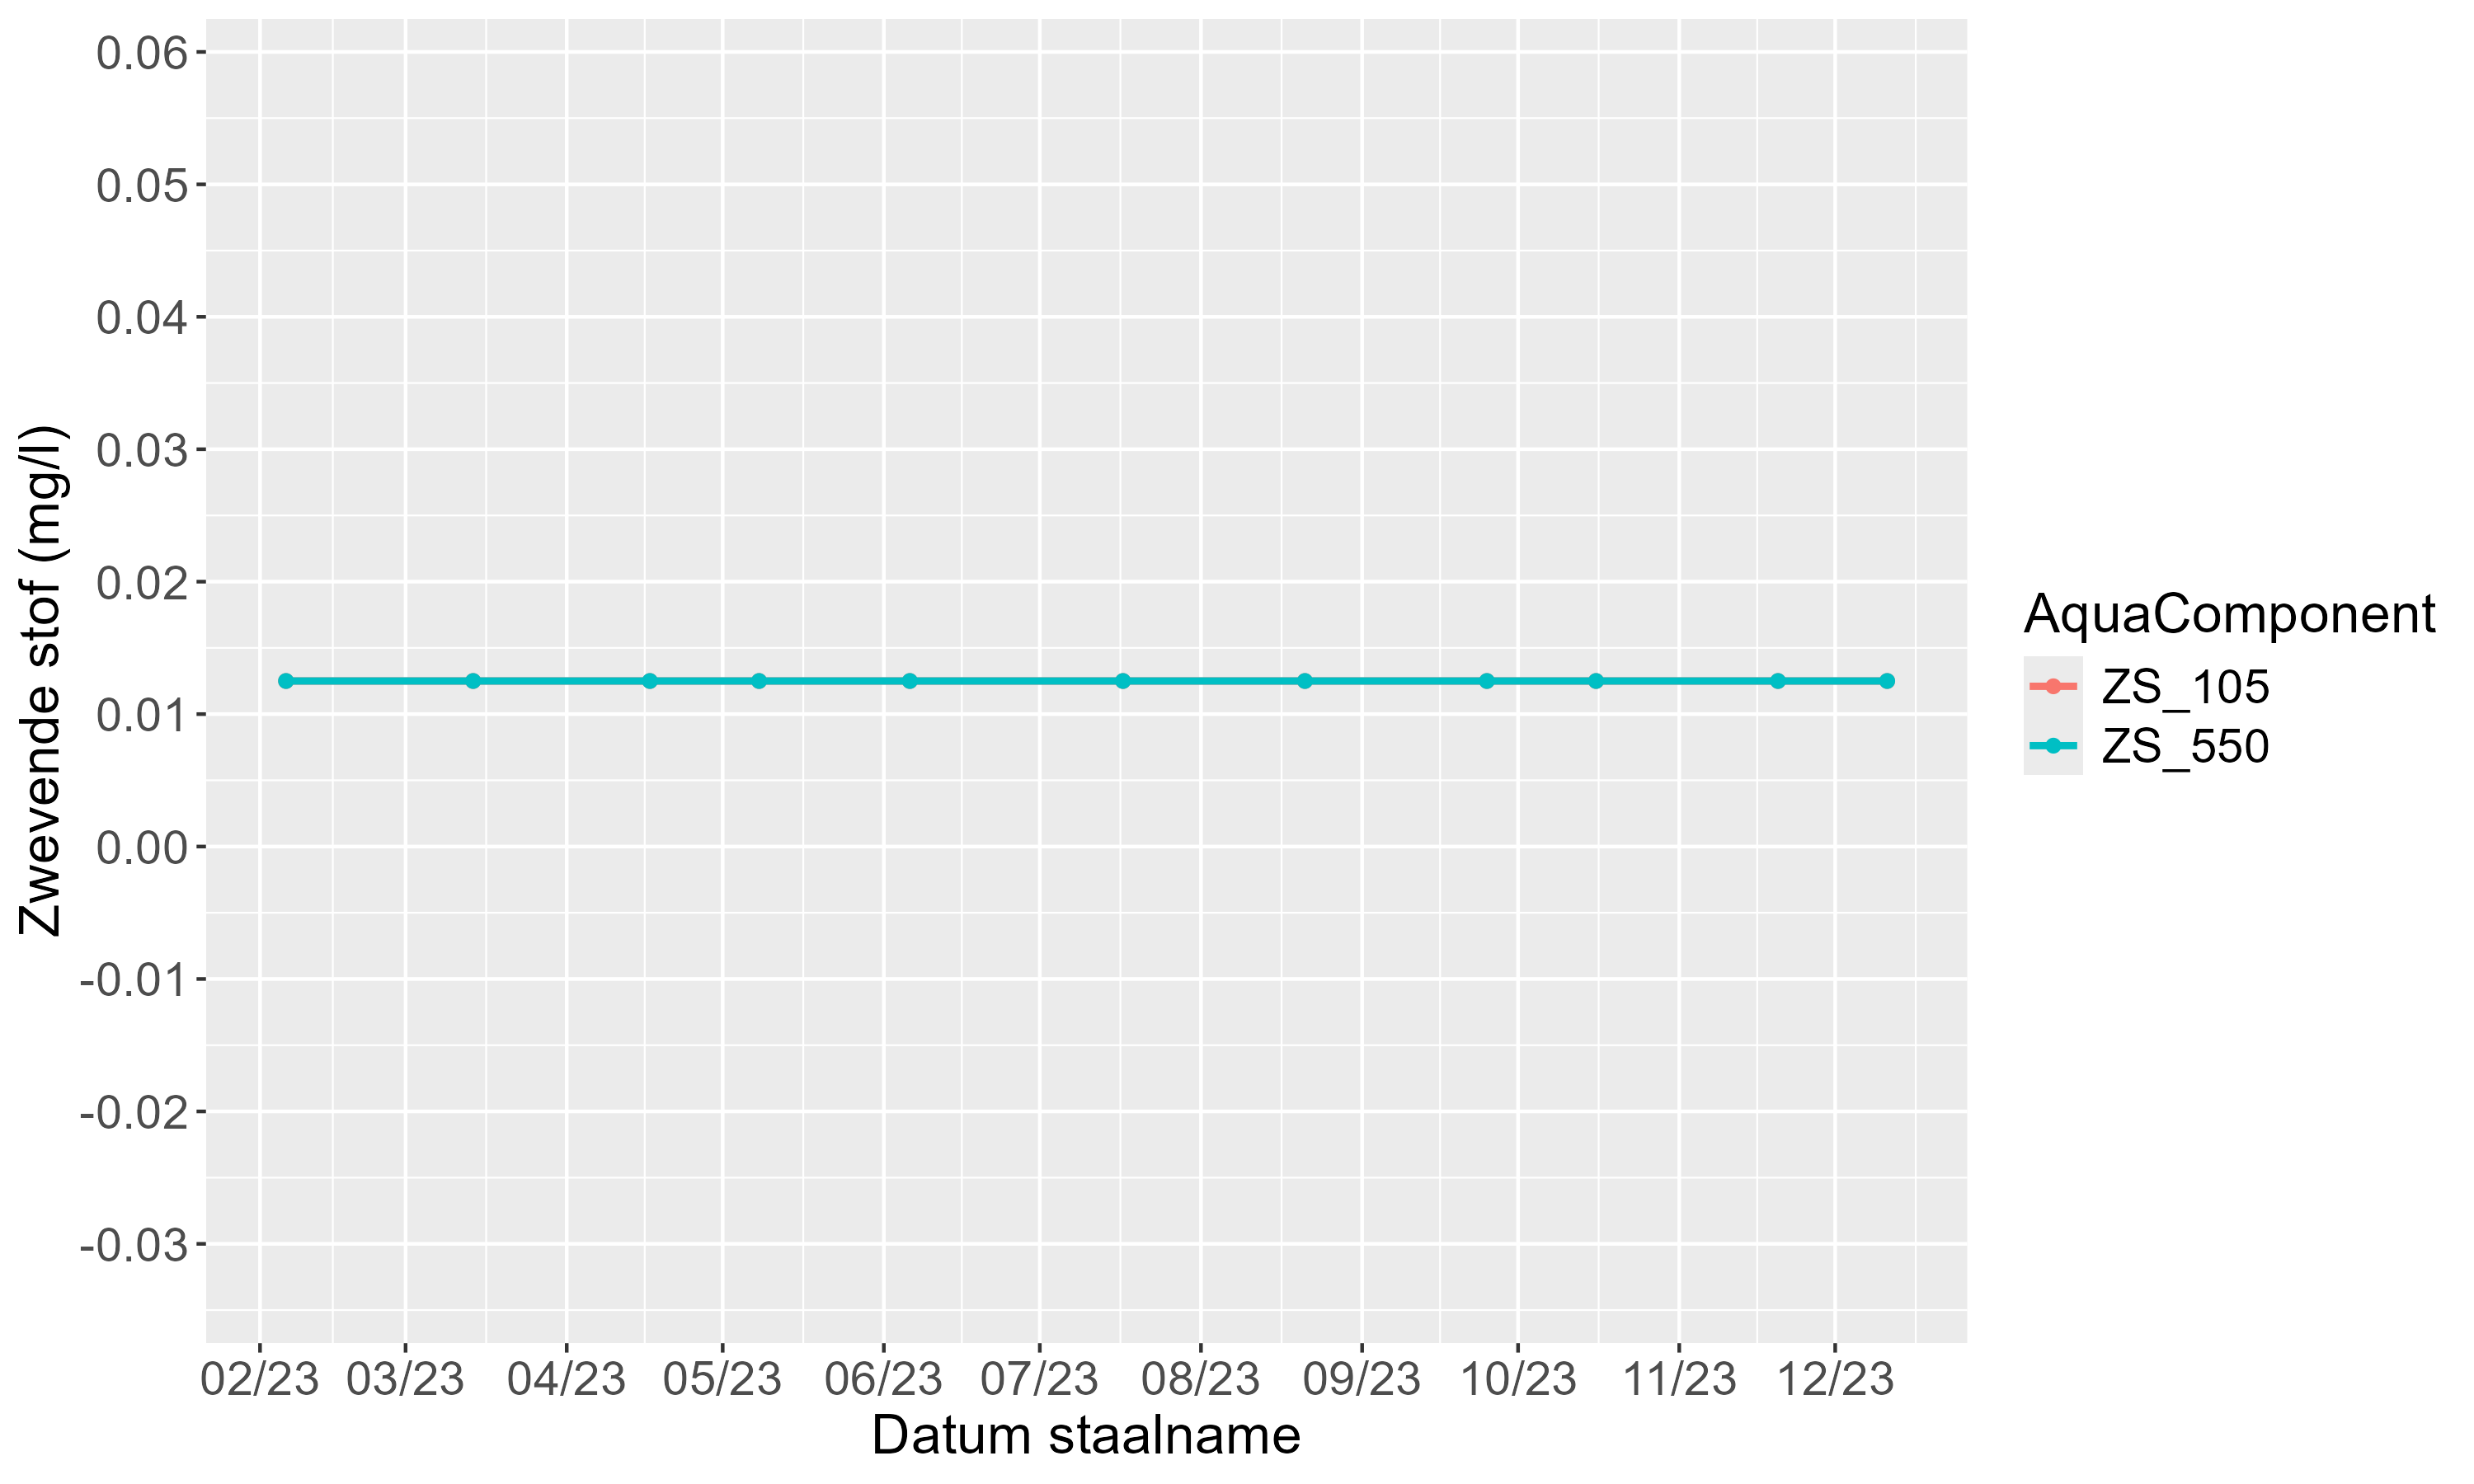 Zwevende stof (mg/l)
0.06
0.05
0.04
0.03
0.02
0.01
0.00
-0.01
-0.02
-0.03
02/23 03/23 04/23 05/23 06/23 07/23 08/23 09/23 10/23 11/23 12/23
Datum staalname
AquaComponent
ZS_105
ZS_550